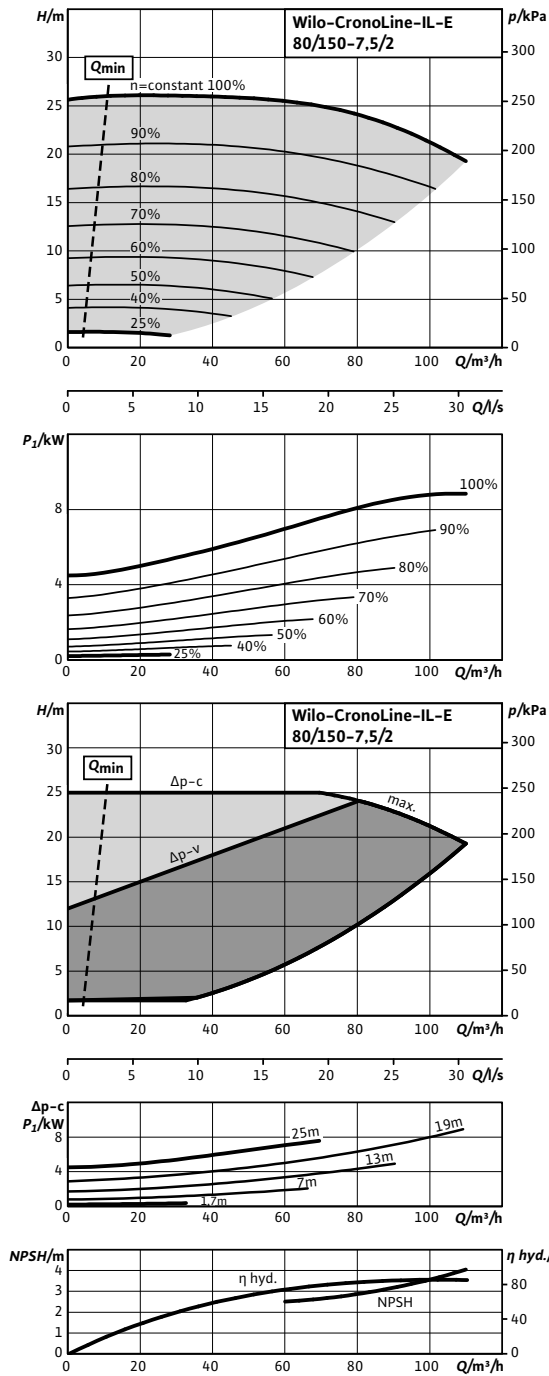 H/m
Wilo-CronoLine-IL-E
80/150-7,5/2
p/kPa
30
300
Qmin
n=constant 100%
25
250
90%
20
200
80%
15
150
70%
10
100
60%
50%
5
50
40%
25%
0
0
0 20 40 60 80 100 Q/m³/h
0 5 10 15 20 25 30 Q/l/s
P₁/kW
100%
8
90%
80%
4
70%
60%
50%
40%
25%
0
0 20 40 60 80 100 Q/m³/h
H/m
Wilo-CronoLine-IL-E
80/150-7,5/2
p/kPa
30
300
Qmin
Δp-c
25
250
max.
20
200
Δp-v
15
150
10
100
5
50
0
0
0 20 40 60 80 100 Q/m³/h
0 5 10 15 20 25 30 Q/l/s
Δp-c
P₁/kW
8
25m
19m
13m
4
7m
1,7m
0
0 20 40 60 80 100 Q/m³/h
NPSH/m
η hyd./
4
η hyd.
80
3
NPSH
2
40
1
0
0
0 20 40 60 80 100 Q/m³/h